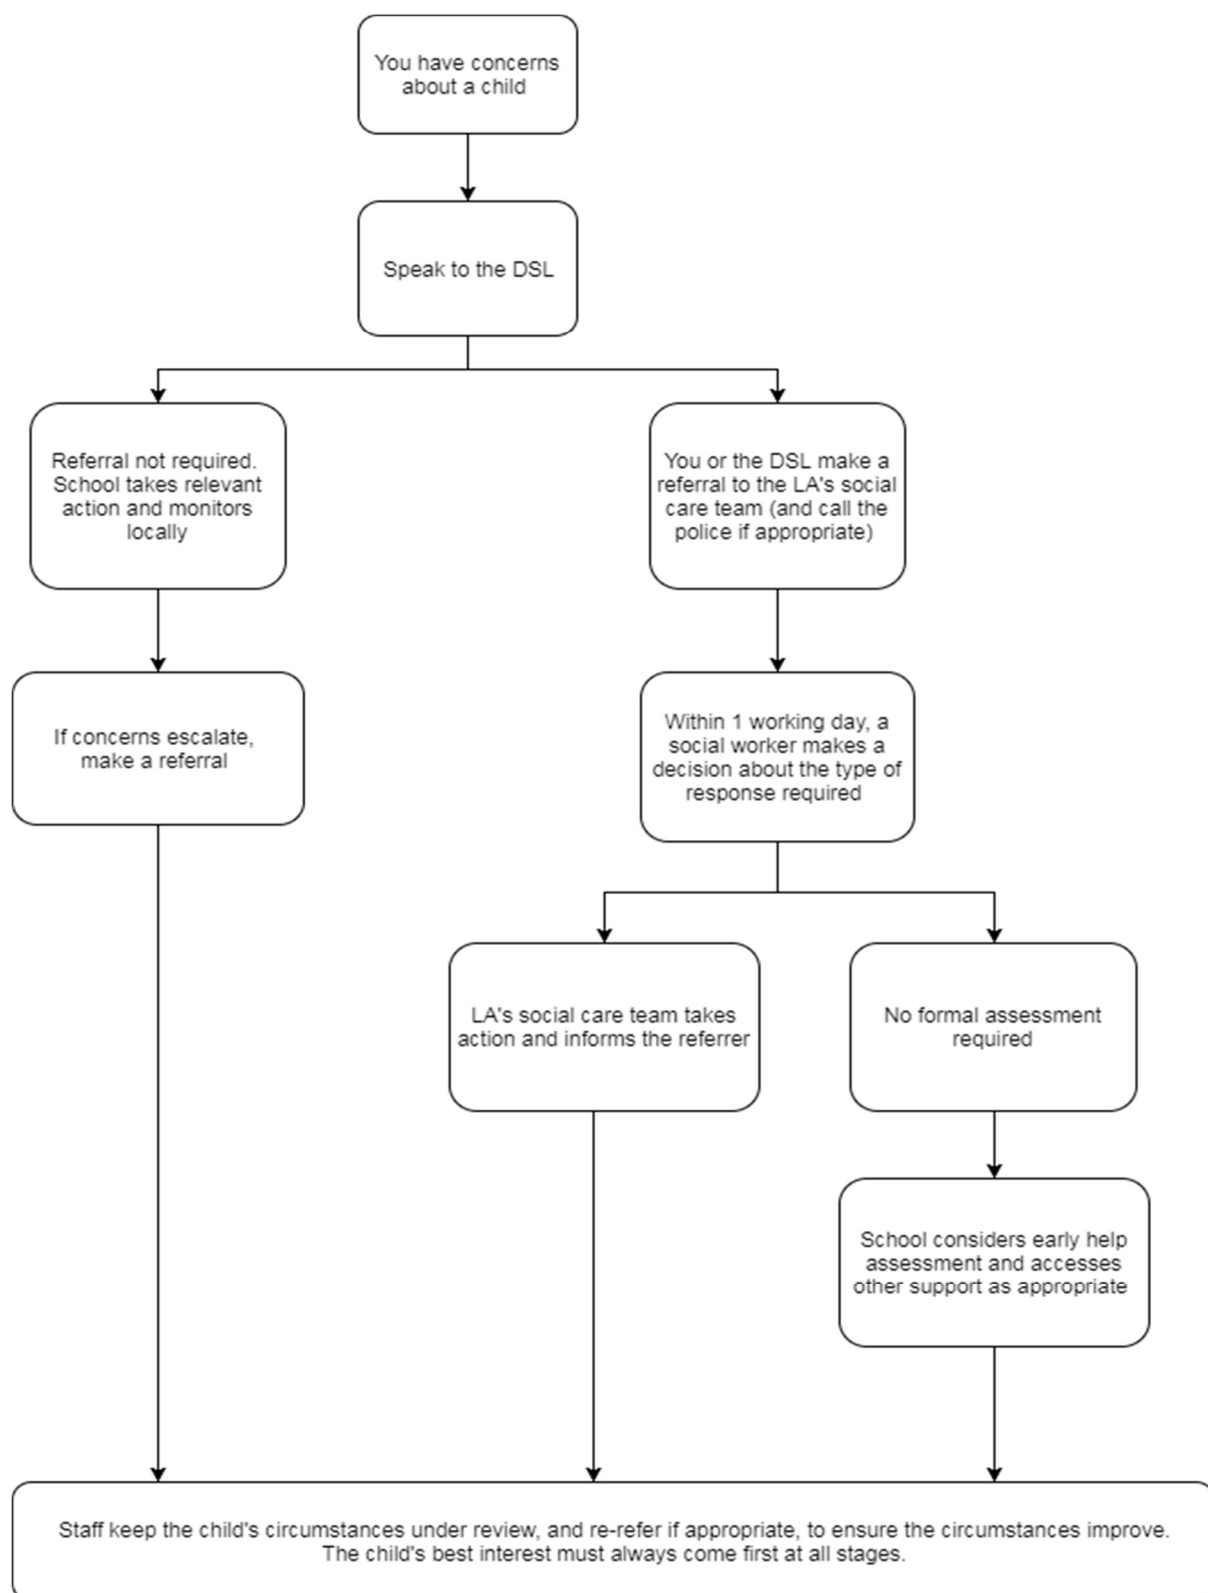 You have concerns
about a child
Speak to the DSL
Referral not required.
School takes relevant
action and monitors
locally
You or the DSL make a
referral to the LA's social
care team (and call the
police if appropriate)
If concerns escalate,
make a referral
Within 1 working day, a
social worker makes a
decision about the type of
response required
LA's social care team takes
action and informs the referrer
No formal assessment
required
School considers early help
assessment and accesses
other support as appropriate
Staff keep the child's circumstances under review, and re-refer if appropriate, to ensure the circumstances improve.
The child's best interest must always come first at all stages.